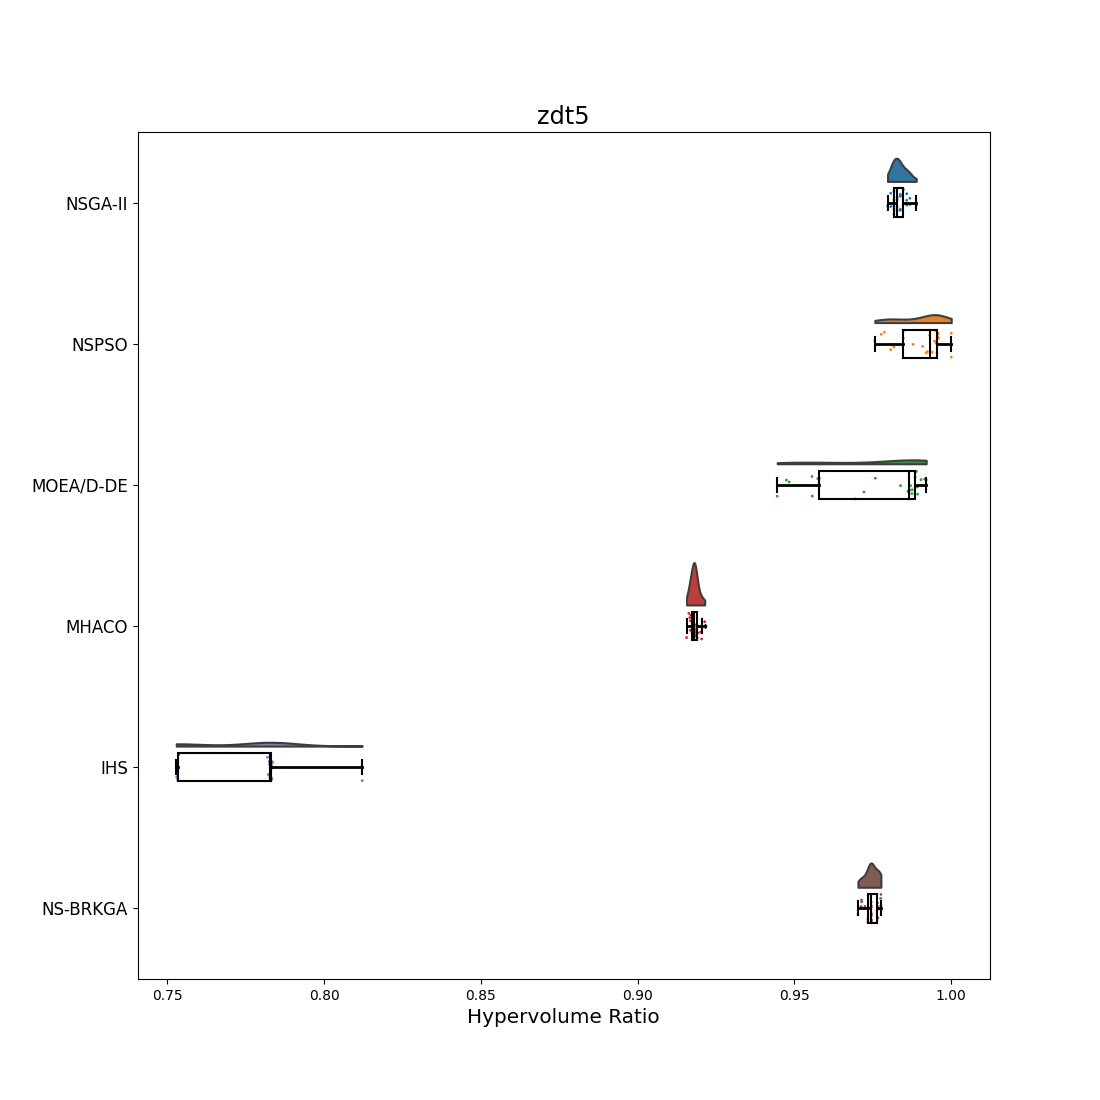 zdt5
NSGA-II
NSPSO
MOEA/D-DE
MHACO
IHS
NS-BRKGA
0.75 0.80 0.85 0.90 0.95 1.00
Hypervolume Ratio